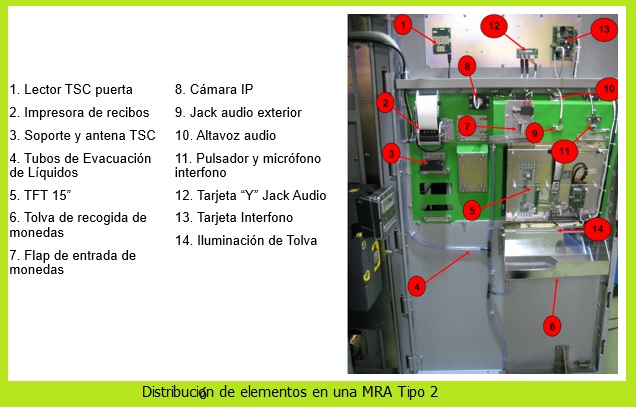 1. Lector TSC puerta
2. Impresora de recibos
3. Soporte y antena TSC
4. Tubos de Evacuación
de Líquidos
5. TFT 15”
6. Tolva de recogida de
monedas
7. Flap de entrada de
monedas
8. Cámara IP
9. Jack audio exterior
10. Altavoz audio
11. Pulsador y micrófono
interfono
12. Tarjeta “Y” Jack Audio
13. Tarjeta Interfono
14. Iluminación de Tolva
1
12
13
8
10
2
7
9
11
3
5
14
4
6
Distribución de elementos en una MRA Tipo 2